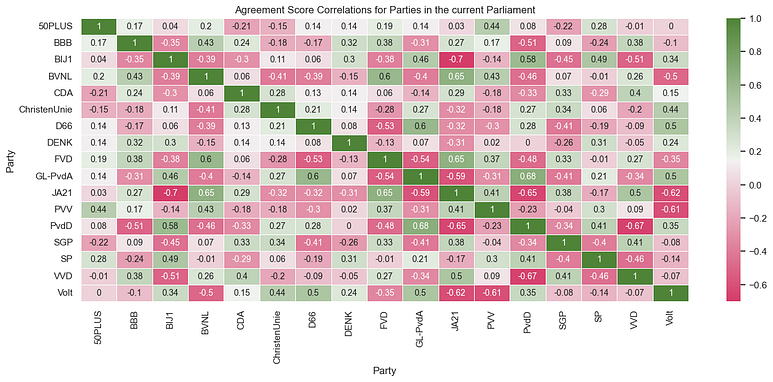 Agreement Score Correlations for Parties in the current Parliament
50PLUS 1 0.17 0.04 0.2 -0.21 -0.15 0.14 0.14 0.19 0.14 0.03 0.44 0.08 -0.22 0.28 -0.01 0
BBB 0.17 1 -0.35 0.43 0.24 -0.18 -0.17 0.32 0.38 -0.31 0.27 0.17 -0.51 0.09 -0.24 0.38 -0.1
BIJ1 0.04 -0.35 1 -0.39 -0.3 0.11 0.06 0.3 -0.38 0.46 -0.7 -0.14 0.58 -0.45 0.49 -0.51 0.34
BVNL 0.2 0.43 -0.39 1 0.06 -0.41 -0.39 -0.15 0.6 -0.4 0.65 0.43 -0.46 0.07 -0.01 0.26 -0.5
CDA -0.21 0.24 -0.3 0.06 1 0.28 0.13 0.14 0.06 -0.14 0.29 -0.18 -0.33 0.33 -0.29 0.4 0.15
ChristenUnie -0.15 -0.18 0.11 -0.41 0.28 1 0.21 0.14 -0.28 0.27 -0.32 -0.18 0.27 0.34 0.06 -0.2 0.44
D66 0.14 -0.17 0.06 -0.39 0.13 0.21 1 0.08 -0.53 0.6 -0.32 -0.3 0.28 -0.41 -0.19 -0.09 0.5
DENK 0.14 0.32 0.3 -0.15 0.14 0.14 0.08 1 -0.13 0.07 -0.31 0.02 0 -0.26 0.31 -0.05 0.24
FVD 0.19 0.38 -0.38 0.6 0.06 -0.28 -0.53 -0.13 1 -0.54 0.65 0.37 -0.48 0.33 -0.01 0.27 -0.35
GL-PvdA 0.14 -0.31 0.46 -0.4 -0.14 0.27 0.6 0.07 -0.54 1 -0.59 -0.31 0.68 -0.41 0.21 -0.34 0.5
JA21 0.03 0.27 -0.7 0.65 0.29 -0.32 -0.32 -0.31 0.65 -0.59 1 0.41 -0.65 0.38 -0.17 0.5 -0.62
PVV 0.44 0.17 -0.14 0.43 -0.18 -0.18 -0.3 0.02 0.37 -0.31 0.41 1 -0.23 -0.04 0.3 0.09 -0.61
PvdD 0.08 -0.51 0.58 -0.46 -0.33 0.27 0.28 0 -0.48 0.68 -0.65 -0.23 1 -0.34 0.41 -0.67 0.35
SGP -0.22 0.09 -0.45 0.07 0.33 0.34 -0.41 -0.26 0.33 -0.41 0.38 -0.04 -0.34 1 -0.4 0.41 -0.08
SP 0.28 -0.24 0.49 -0.01 -0.29 0.06 -0.19 0.31 -0.01 0.21 -0.17 0.3 0.41 -0.4 1 -0.46 -0.14
VVD -0.01 0.38 -0.51 0.26 0.4 -0.2 -0.09 -0.05 0.27 -0.34 0.5 0.09 -0.67 0.41 -0.46 1 -0.07
Volt 0 -0.1 0.34 -0.5 0.15 0.44 0.5 0.24 -0.35 0.5 -0.62 -0.61 0.35 -0.08 -0.14 -0.07 1
Party
50PLUS BBB BIJ1 BVNL CDA ChristenUnie D66 DENK FVD GL-PvdA JA21 PVV PvdD SGP SP VVD Volt
Party
1.0
0.8
0.6
0.4
0.2
0.0
-0.2
-0.4
-0.6